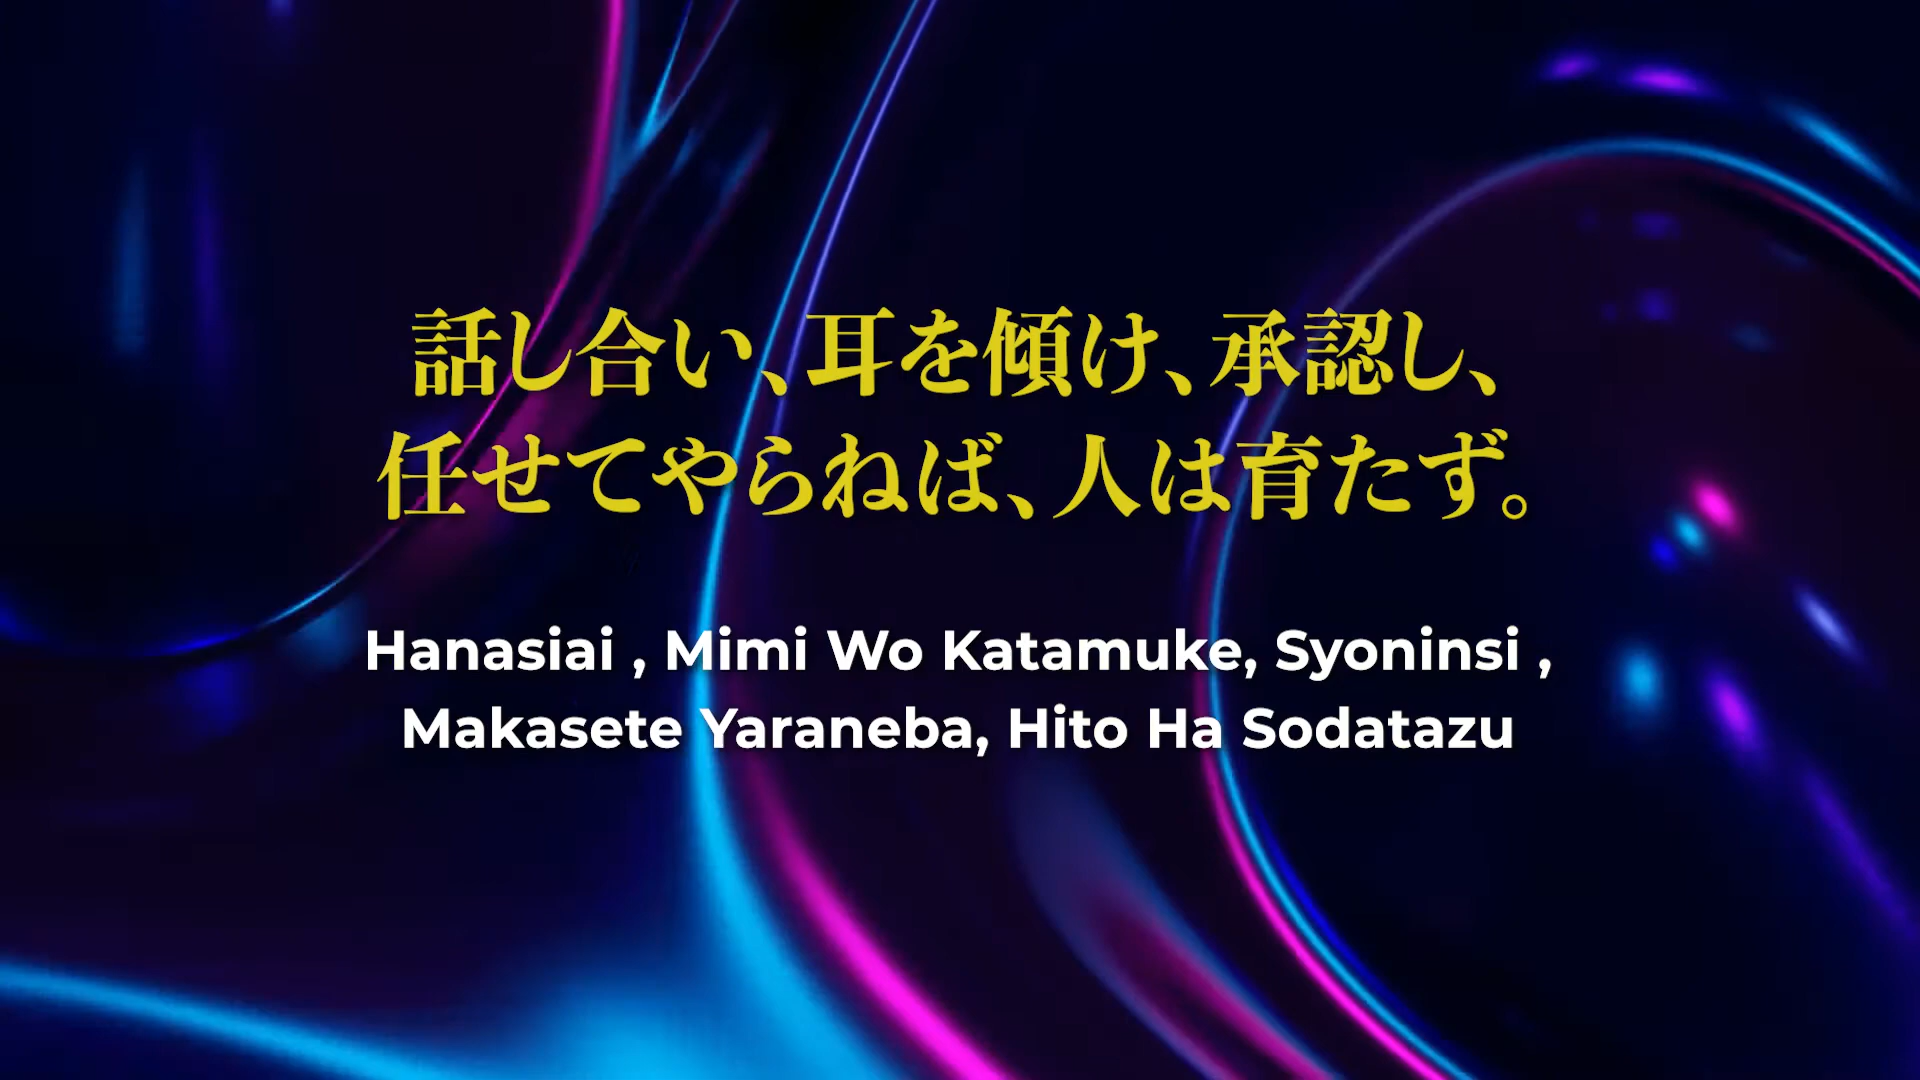 話し合い、耳を傾け、承認し、
任せてやらねば、人は育たず。
Hanasiai , Mimi Wo Katamuke, Syoninsi ,
Makasete Yaraneba, Hito Ha Sodatazu